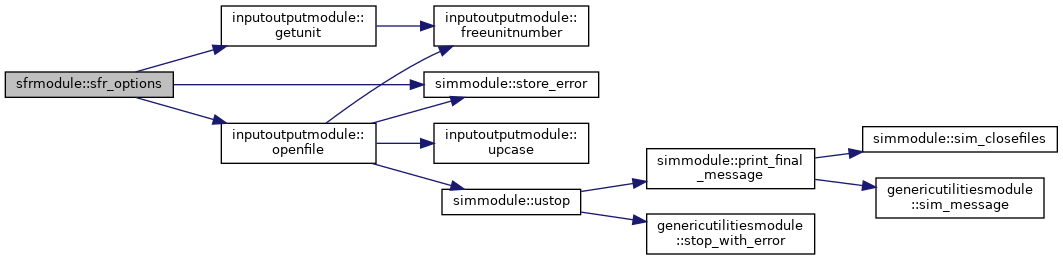 sfrmodule::sfr_options
inputoutputmodule::
getunit
inputoutputmodule::
openfile
inputoutputmodule::
freeunitnumber
simmodule::store_error
inputoutputmodule::
upcase
simmodule::ustop
simmodule::print_final
_message
genericutilitiesmodule
::stop_with_error
simmodule::sim_closefiles
genericutilitiesmodule
::sim_message